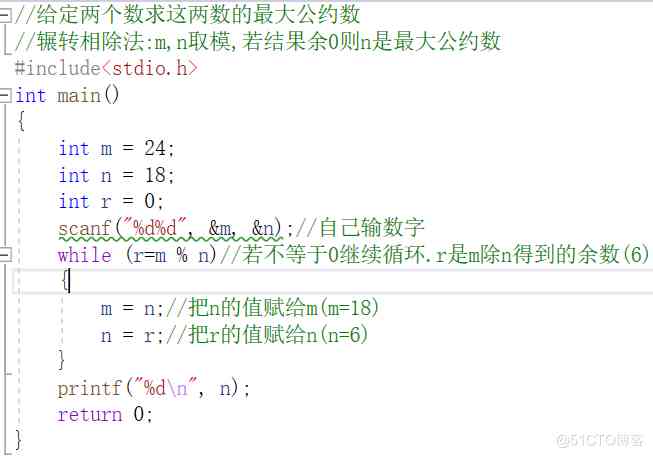 //给定两个数求这两数的最大公约数
//辗转相除法:m,n取模,若结果余0则n是最大公约数
#include<stdio.h>
int main()
{
    int m = 24;
    int n = 18;
    int r = 0;
    scanf("%d%d", &m, &n);//自己输数字
    while (r=m % n)//若不等于0继续循环.r是m除n得到的余数(6)
    {
        m = n;//把n的值赋给m(m=18)
        n = r;//把r的值赋给n(n=6)
    }
    printf("%d\n", n);
    return 0;
}
@51CTO博客